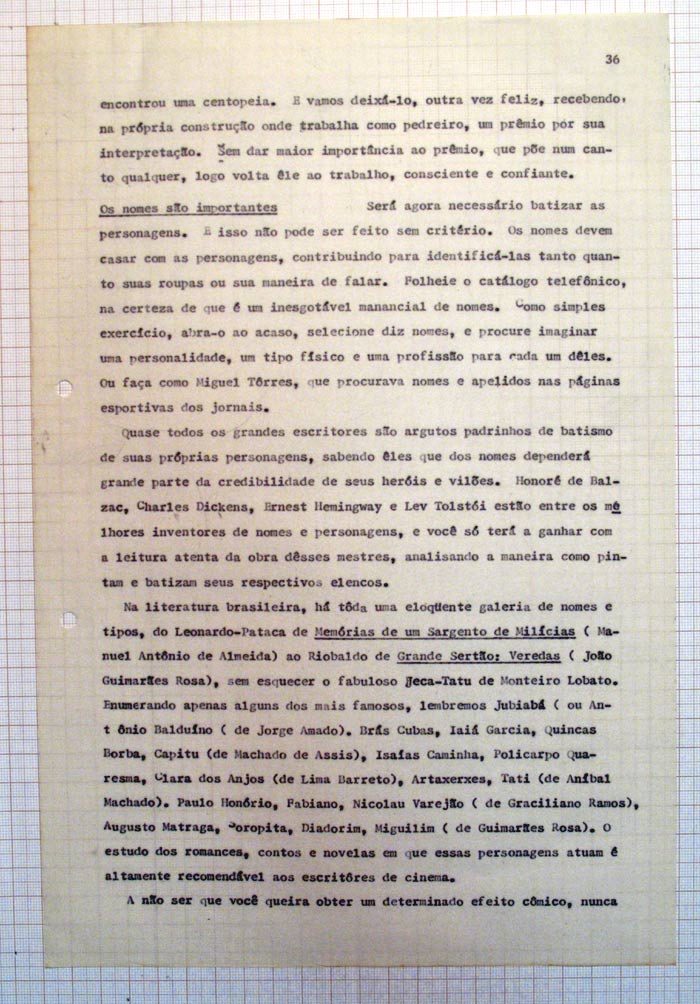 36
encontrou uma centopeia. E vamos deixá-lo, outra vez feliz, recebendo,
na própria construção onde trabalha como pedreiro, um prêmio por sua
interpretação. Sem dar maior importância ao prêmio, que põe num can-
to qualquer, logo volta êle ao trabalho, consciente e confiante.
Os nomes são importantes Será agora necessário batizar as
personagens. E isso não pode ser feito sem critério. Os nomes devem
casar com as personagens, contribuindo para identificá-las tanto quan-
to suas roupas ou sua maneira de falar. Folheie o catálogo telefônico,
na certeza de que é um inesgotável manancial de nomes. Como simples
exercício, abra-o ao acaso, selecione diz nomes, e procure imaginar
uma personalidade, um tipo físico e uma profissão para cada um dêles.
Ou faça como Miguel Tôrres, que procurava nomes e apelidos nas páginas
esportivas dos jornais.
Quase todos os grandes escritores são argutos padrinhos de batismo
de suas próprias personagens, sabendo êles que dos nomes dependerá
grande parte da credibilidade de seus heróis e vilões. Honoré de Bal-
zac, Charles Dickens, Ernest Hemingway e Lev Tolstói estão entre os me
lhores inventores de nomes e personagens, e você só terá a ganhar com
a leitura atenta da obra dêsses mestres, analisando a maneira como pin-
tam e batizam seus respectivos elencos.
Na literatura brasileira, há tôda uma eloqüente galeria de nomes e
tipos, do Leonardo-Pataca de Memórias de um Sargento de Milícias ( Ma-
nuel Antônio de Almeida) ao Riobaldo de Grande Sertão: Veredas ( João
Guimarães Rosa), sem esquecer o fabuloso Jeca-Tatu de Monteiro Lobato.
Enumerando apenas alguns dos mais famosos, lembremos Jubiabá ( ou An-
t ônio Balduíno ( de Jorge Amado). Brás Cubas, Iaiá Garcia, Quincas
Borba, Capitu (de Machado de Assis), Isaías Caminha, Policarpo Qua-
resma, Clara dos Anjos (de Lima Barreto), Artaxerxes, Tati (de Aníbal
Machado). Paulo Honório, Fabiano, Nicolau Varejão ( de Graciliano Ramos),
Augusto Matraga, Soropita, Diadorim, Miguilim ( de Guimarães Rosa). O
estudo dos romances, contos e novelas em que essas personagens atuam é
altamente recomendável aos escritôres de cinema.
A não ser que você queira obter um determinado efeito cômico, nunca